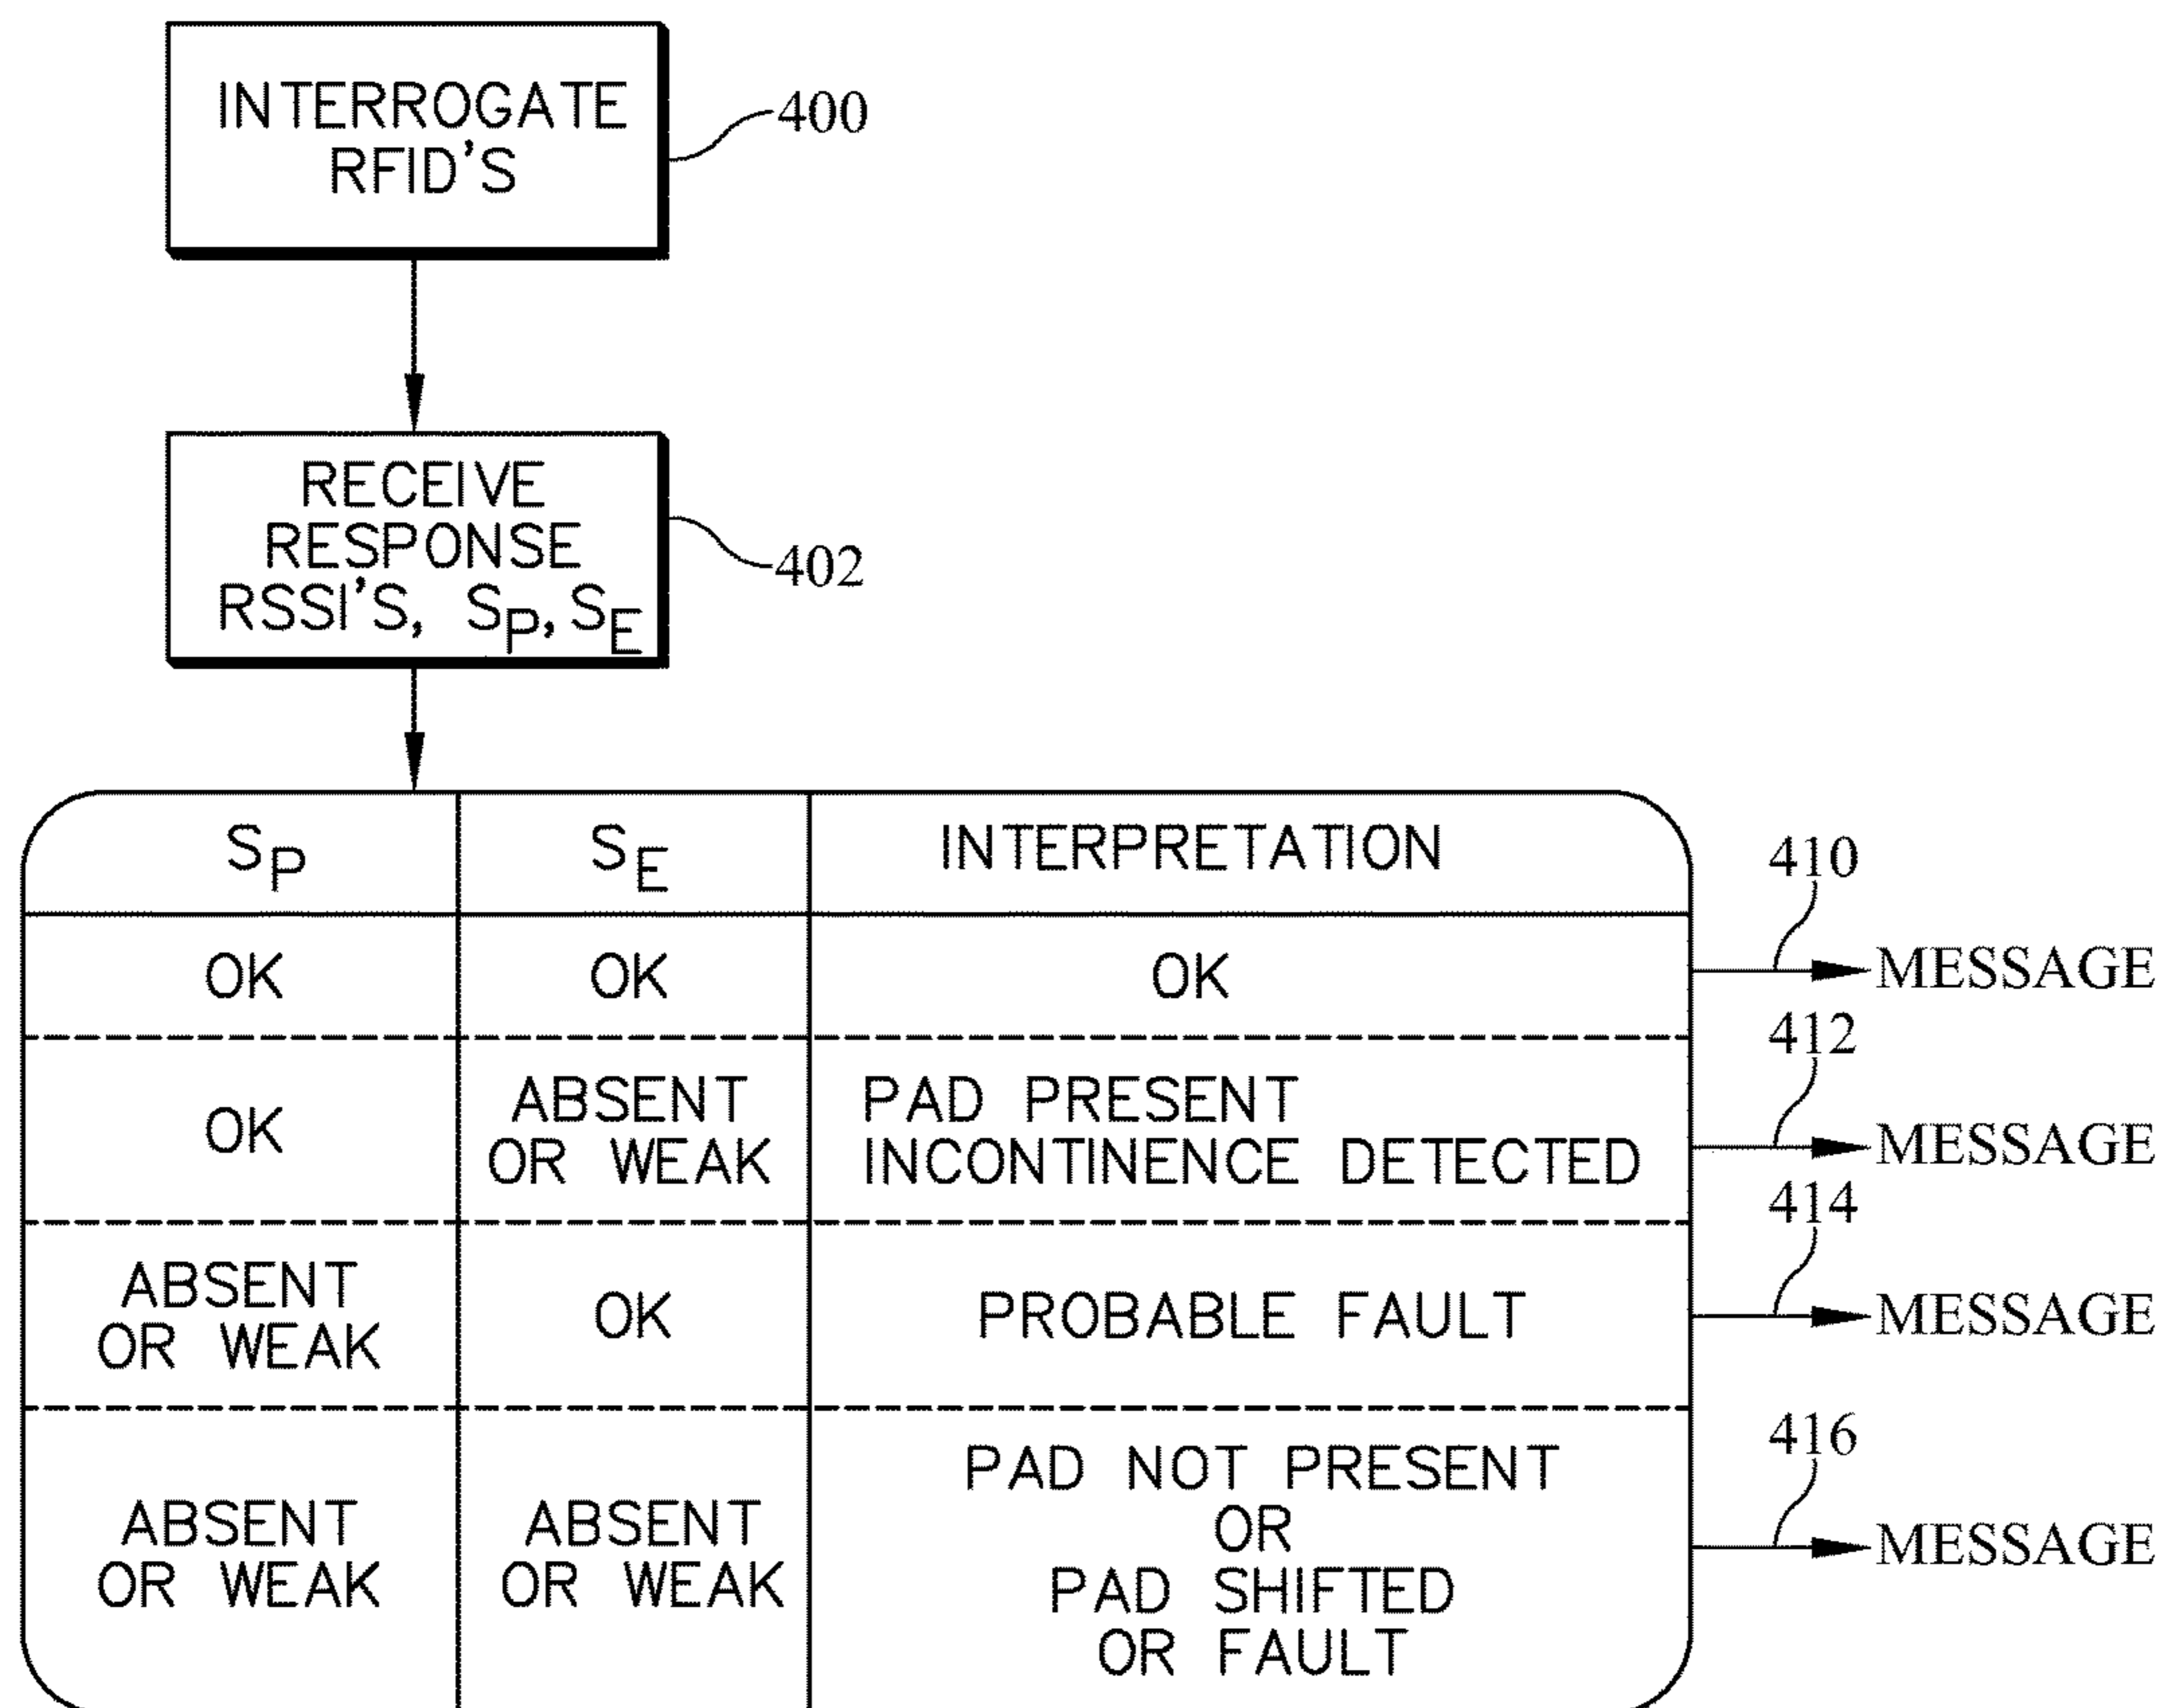 INTERROGATE
RFID'S
400
RECEIVE
RESPONSE
RSSI'S, SP, SE
402
SP SE INTERPRETATION
410
OK OK OK MESSAGE
412
OK ABSENT OR WEAK PAD PRESENT INCONTINENCE DETECTED MESSAGE
414
ABSENT OR WEAK OK PROBABLE FAULT MESSAGE
416
ABSENT OR WEAK ABSENT OR WEAK PAD NOT PRESENT OR PAD SHIFTED OR FAULT MESSAGE